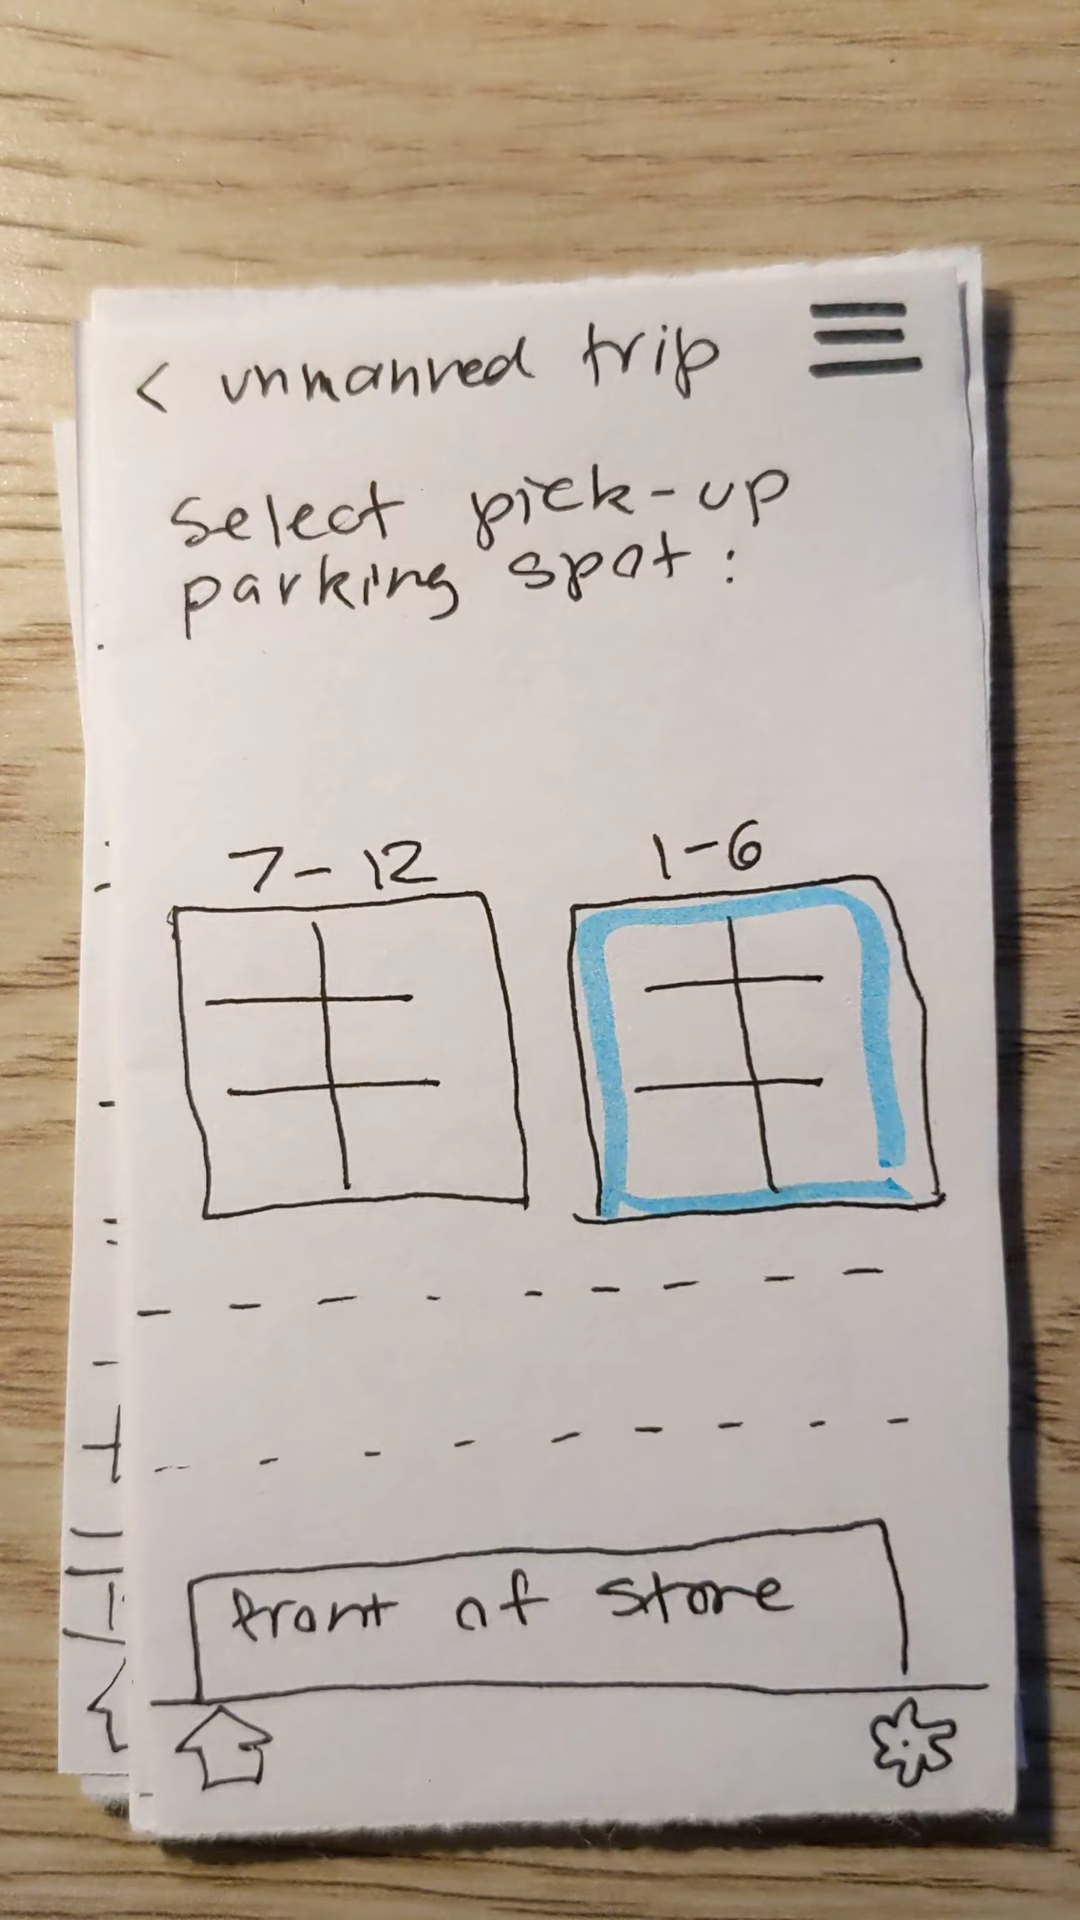 < unmanned trip
Select pick-up
parking spot:
7-12
1-6
front of store